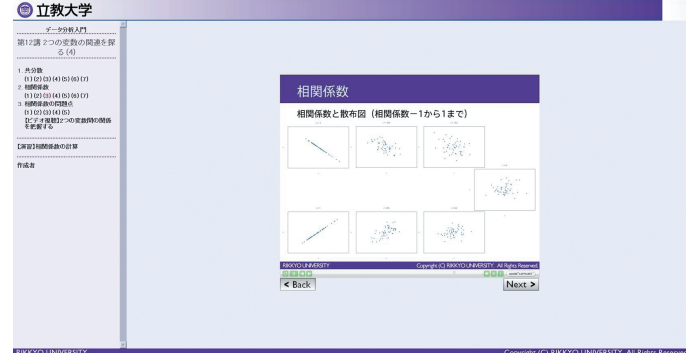 立教大学
データ分析入門
第12講 2つの変数の関連を探
る (4)
1. 共分散
(1) (2) (3) (4) (5) (6) (7)
2. 相関係数
(1) (2) (3) (4) (5) (6) (7)
3. 相関係数の問題点
(1) (2) (3) (4) (5)
【ビデオ視聴】2つの変数間の関係
を把握する
【演習】相関係数の計算
作成者
相関係数
相関係数と散布図（相関係数－1から1まで）
RIKKYO UNIVERSITY
Copyright (C) RIKKYO UNIVERSITY. All Rights Reserved.
< Back
Next >
RIKKYO UNIVERSITY
Copyright (C) RIKKYO UNIVERSITY. All Rights Reserved